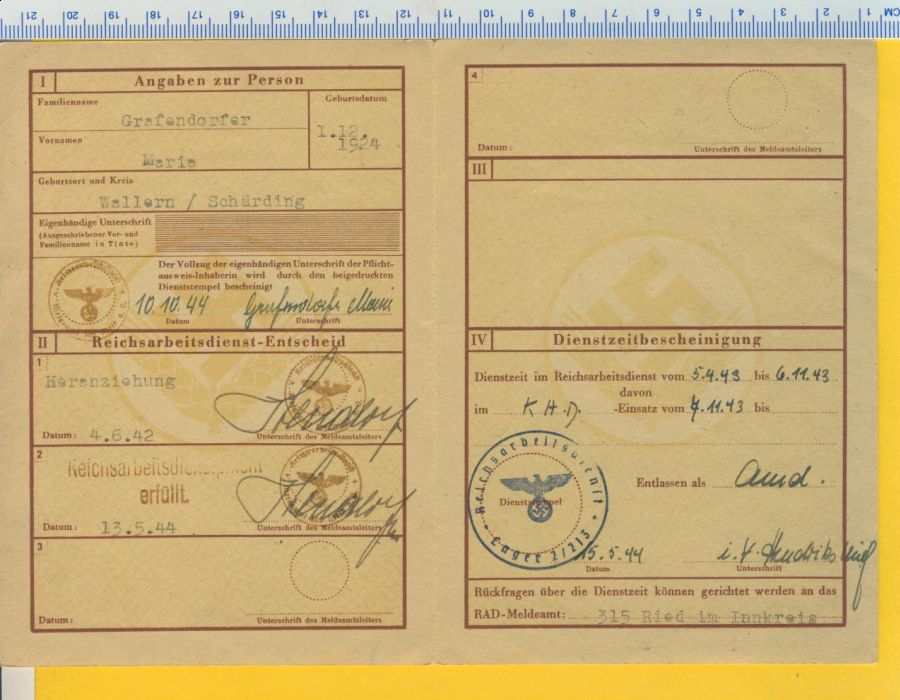 CM 1 2 3 4 5 6 7 8 9 10 11 12 13 14 15 16 17 18 19 20 21
I Angaben zur Person
Familienname
Grafendorfer
Geburtsdatum
1.12.
1924
Vornamen
Maria
Geburtsort und Kreis
Wallern / Schärding
Eigenhändige Unterschrift
(Ausgeschriebener Vor- und
Familienname in Tinte)
Der Vollzug der eigenhändigen Unterschrift der Pflicht-
ausweis-Inhaberin wird durch den beigedruckten
Dienststempel bescheinigt
10.10.44 Grafendorfer Maria
Datum Unterschrift
II Reichsarbeitsdienst-Entscheid
1
Heranziehung
Datum: 4.6.42
Unterschrift des Meldeamtsleiters
2
Reichsarbeitsdienstpflicht
erfüllt.
Datum: 13.5.44
Unterschrift des Meldeamtsleiters
3
Datum:
Unterschrift des Meldeamtsleiters
4
Datum:
Unterschrift des Meldeamtsleiters
III
IV Dienstzeitbescheinigung
Dienstzeit im Reichsarbeitsdienst vom 5.4.43 bis 6.11.43
davon
im K H D. -Einsatz vom 7.11.43 bis
Reichsarbeitsdienst
Lager 2/213
Dienststempel
Entlassen als Amd.
15.5.44 i.V.
Datum Unterschrift
Rückfragen über die Dienstzeit können gerichtet werden an das
RAD-Meldeamt: 315 Ried im Innkreis